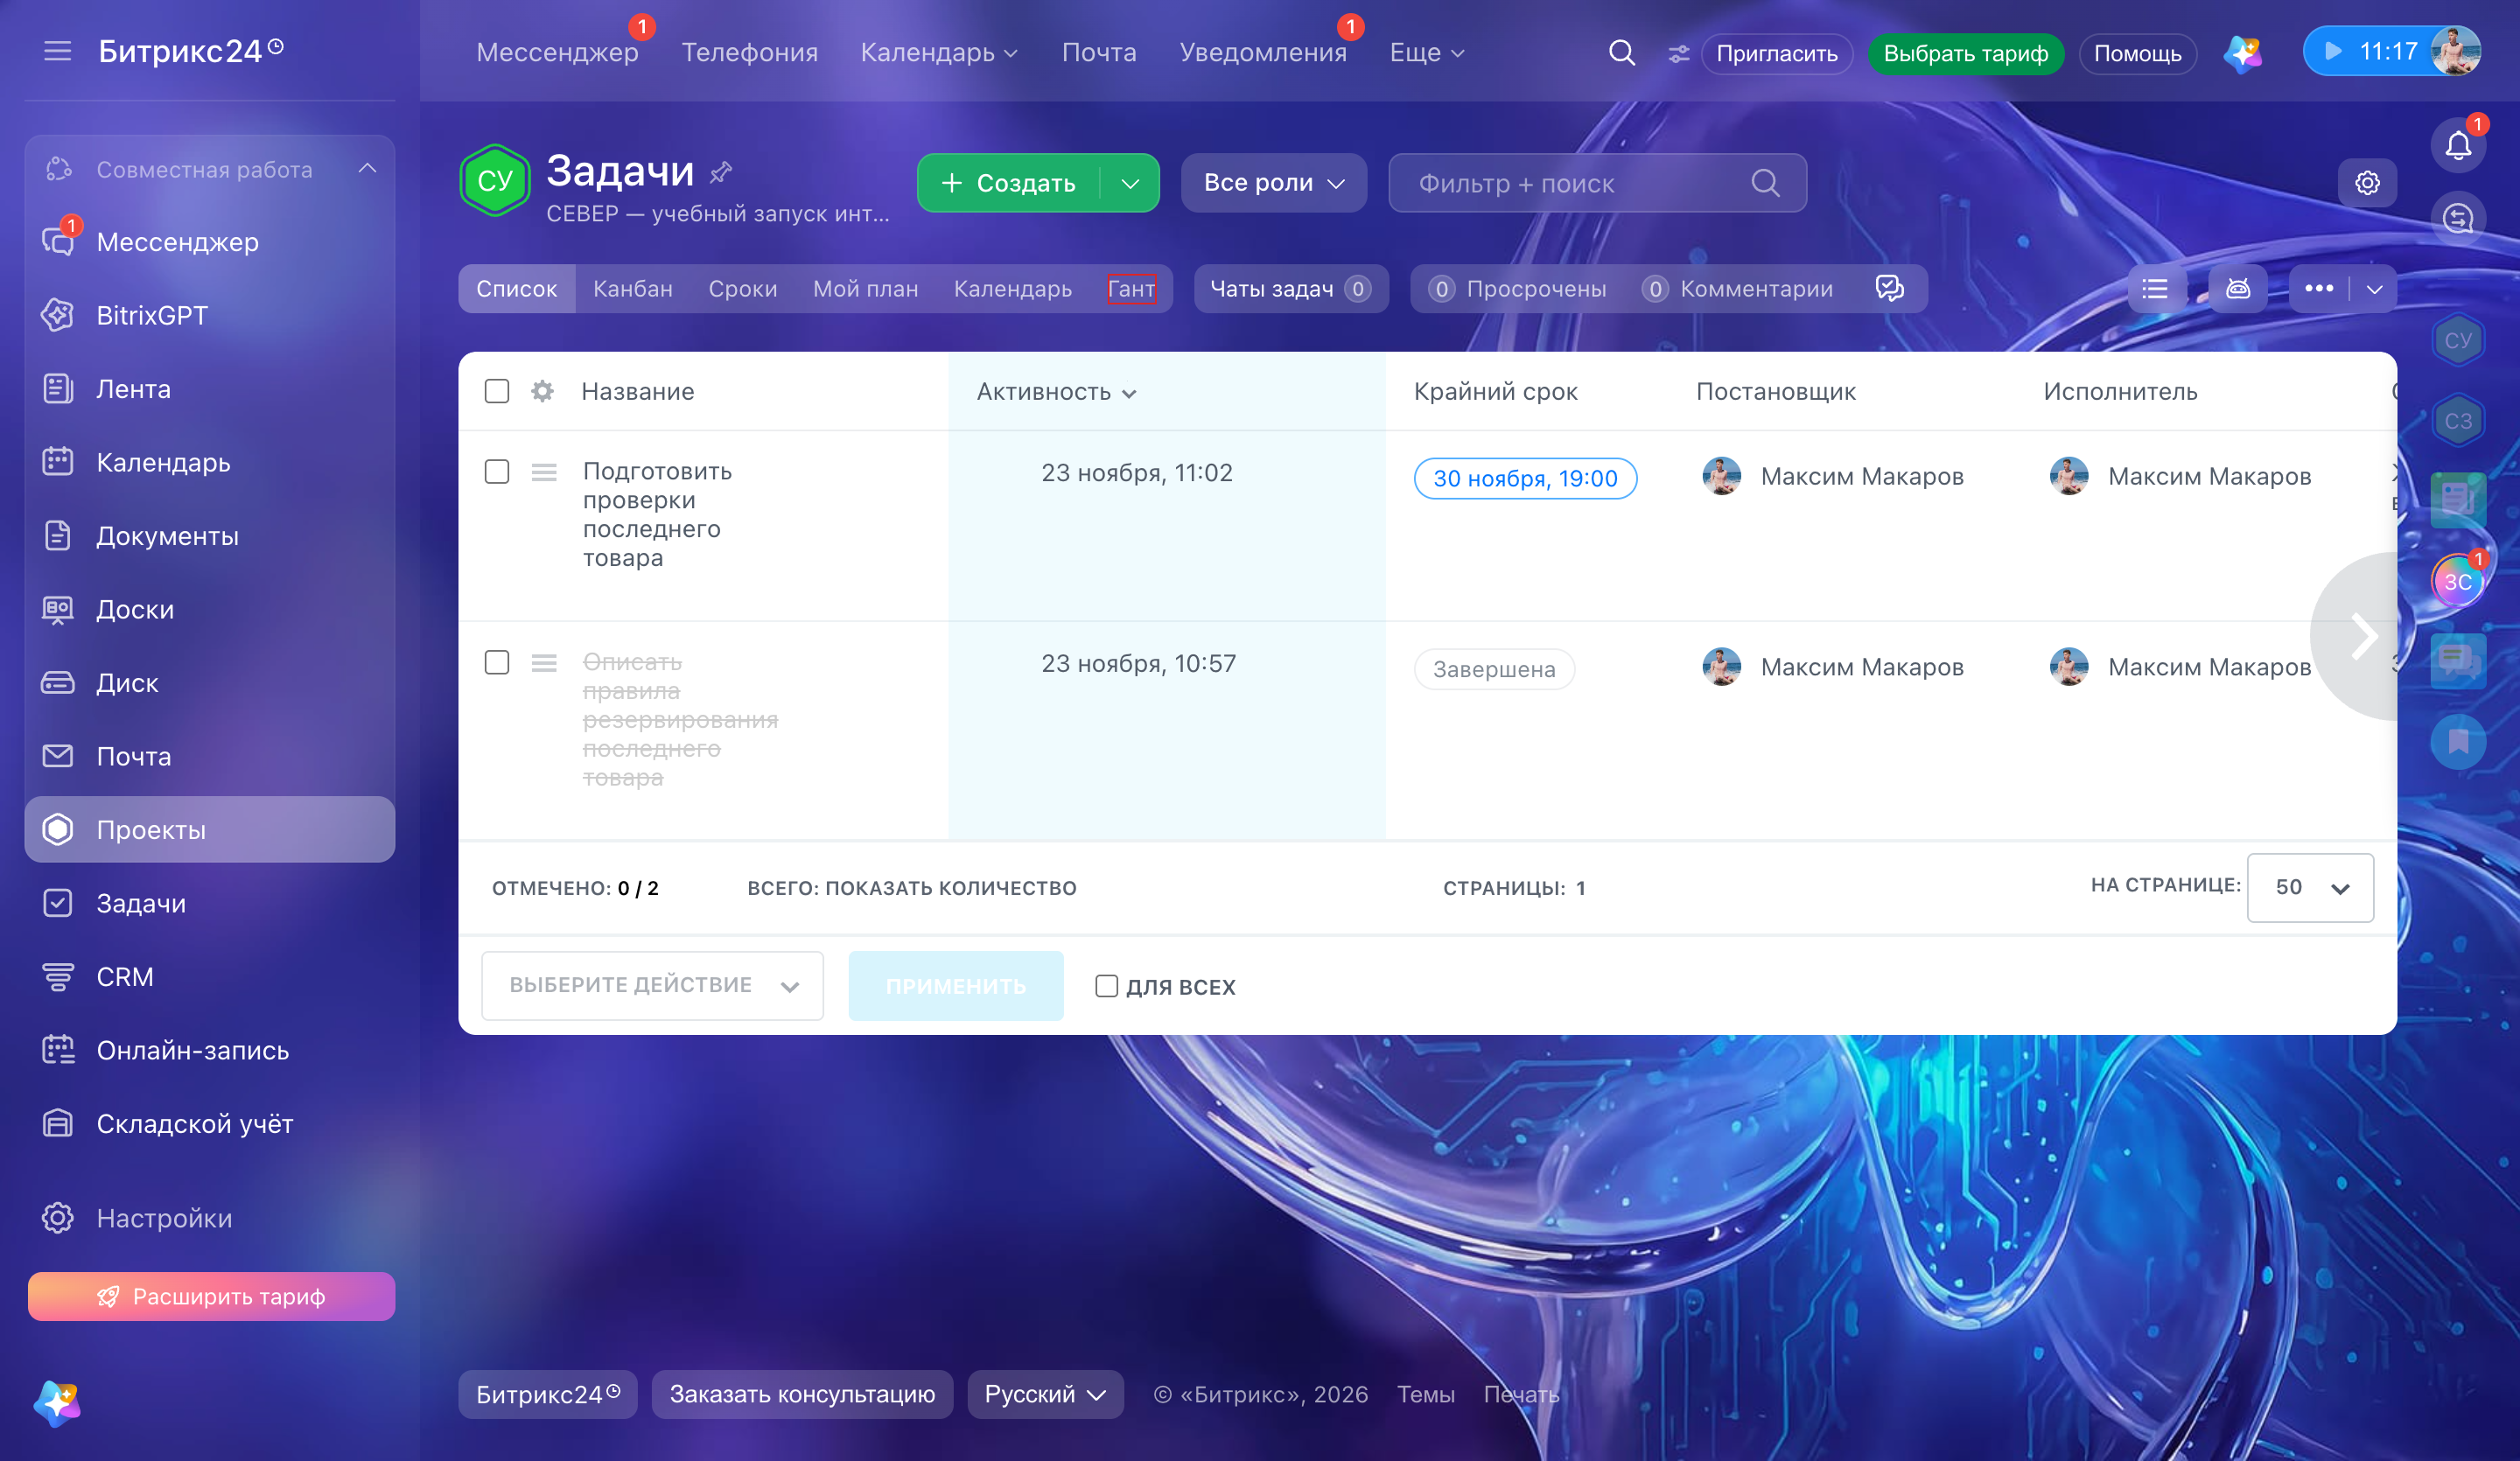 Битрикс24
Мессенджер 1
Телефония
Календарь
Почта
Уведомления 1
Еще
Пригласить
Выбрать тариф
Помощь
11:17
Совместная работа
1
Мессенджер
BitrixGPT
Лента
Календарь
Документы
Доски
Диск
Почта
Проекты
Задачи
CRM
Онлайн-запись
Складской учёт
Настройки
Расширить тариф
СУ
Задачи
СЕВЕР — учебный запуск инт...
+ Создать
Все роли
Фильтр + поиск
Список
Канбан
Сроки
Мой план
Календарь
Гант
Чаты задач 0
0 Просрочены
0 Комментарии
Название
Активность
Крайний срок
Постановщик
Исполнитель
Подготовить
проверки
последнего
товара
23 ноября, 11:02
30 ноября, 19:00
Максим Макаров
Максим Макаров
Описать
правила
резервирования
последнего
товара
23 ноября, 10:57
Завершена
Максим Макаров
Максим Макаров
ОТМЕЧЕНО: 0 / 2
ВСЕГО: ПОКАЗАТЬ КОЛИЧЕСТВО
СТРАНИЦЫ: 1
НА СТРАНИЦЕ: 50
ВЫБЕРИТЕ ДЕЙСТВИЕ
ПРИМЕНИТЬ
ДЛЯ ВСЕХ
1
СУ
СЗ
ЗС 1
Битрикс24
Заказать консультацию
Русский
© «Битрикс», 2026
Темы
Печать